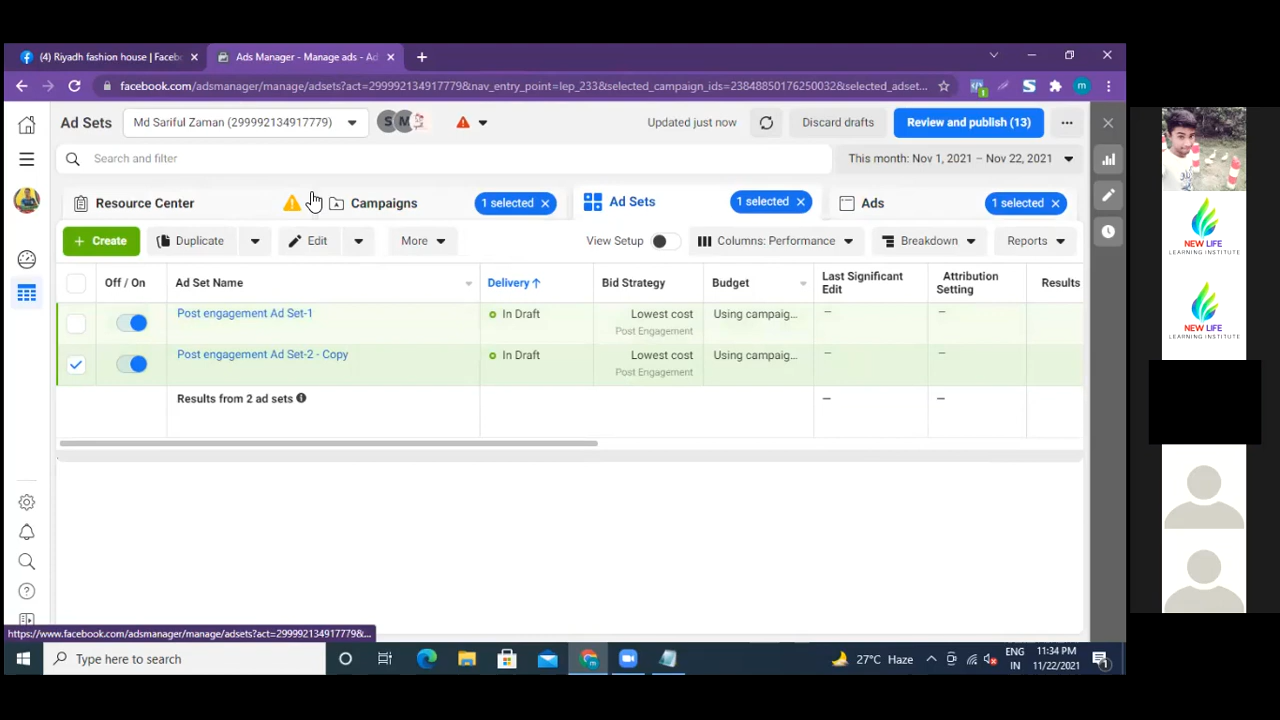 (4) Riyadh fashion house | Faceb
Ads Manager - Manage ads - Ad
facebook.com/adsmanager/manage/adsets?act=299992134917779&nav_entry_point=lep_233&selected_campaign_ids=23848850176250032&selected_adset...
Ad Sets
Md Sariful Zaman (299992134917779)
S
M
Updated just now
Discard drafts
Review and publish (13)
Search and filter
This month: Nov 1, 2021 – Nov 22, 2021
Resource Center
Campaigns
1 selected
Ad Sets
1 selected
Ads
1 selected
+ Create
Duplicate
Edit
More
View Setup
Columns: Performance
Breakdown
Reports
Off / On
Ad Set Name
Delivery ↑
Bid Strategy
Budget
Last Significant Edit
Attribution Setting
Results
Post engagement Ad Set-1
In Draft
Lowest cost
Post Engagement
Using campaig...
—
—
Post engagement Ad Set-2 - Copy
In Draft
Lowest cost
Post Engagement
Using campaig...
—
—
Results from 2 ad sets
—
—
https://www.facebook.com/adsmanager/manage/adsets?act=299992134917779&...
Type here to search
27°C Haze
ENG
IN
11:34 PM
11/22/2021
1
NEW LIFE
LEARNING INSTITUTE
NEW LIFE
LEARNING INSTITUTE